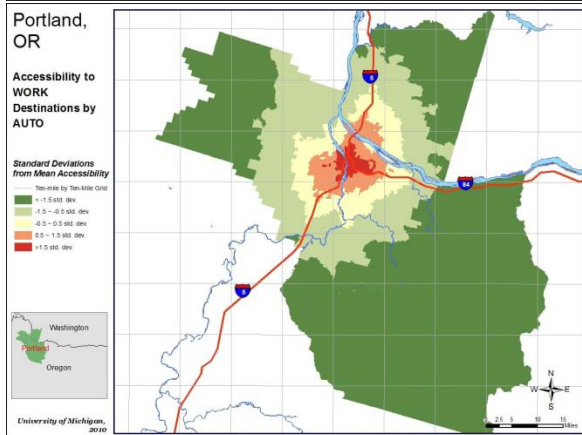 Portland,
OR
Accessibility to
WORK
Destinations by
AUTO
Standard Deviations
from Mean Accessibility
Ten-mile by Ten-Mile Grid
< -1.5 std. dev.
-1.5 - -0.5 std. dev.
-0.5 - 0.5 std. dev.
0.5 - 1.5 std. dev.
>1.5 std. dev.
Washington
Portland
Oregon
University of Michigan,
2010
5
84
5
N
W E
S
2.5 5 10 15
Miles